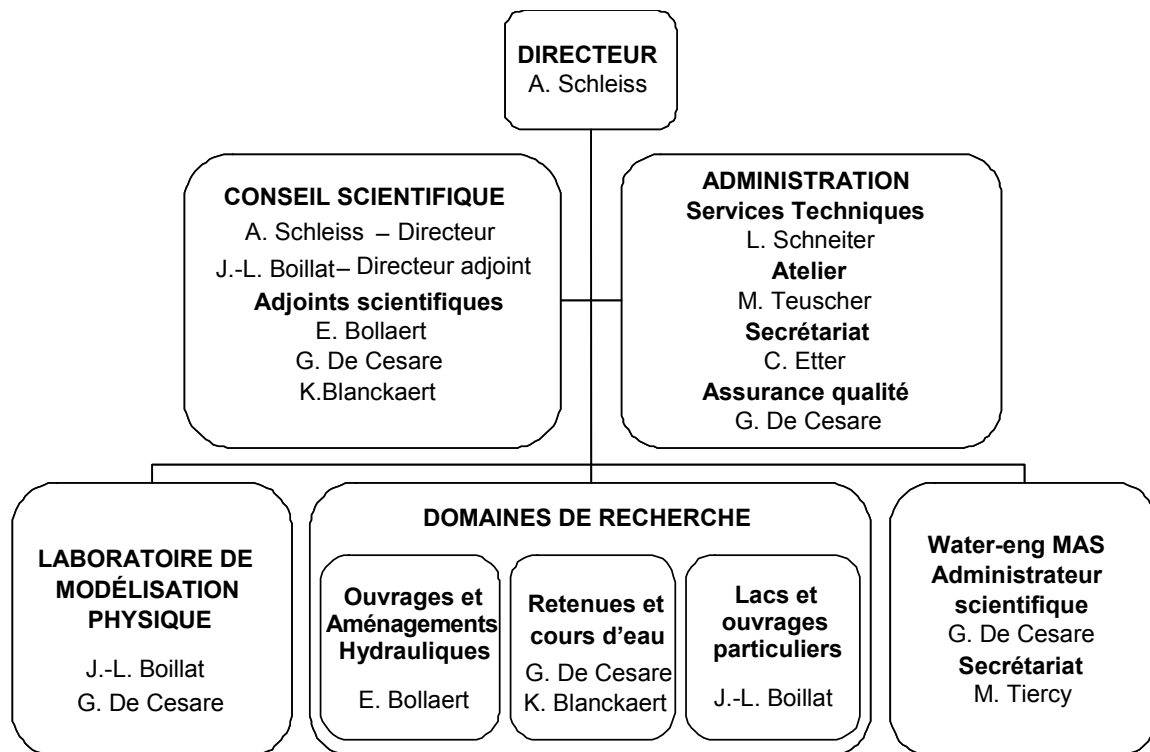 DIRECTEUR
A. Schleiss
CONSEIL SCIENTIFIQUE
A. Schleiss – Directeur
J.-L. Boillat– Directeur adjoint
Adjoints scientifiques
E. Bollaert
G. De Cesare
K.Blanckaert
ADMINISTRATION
Services Techniques
L. Schneiter
Atelier
M. Teuscher
Secrétariat
C. Etter
Assurance qualité
G. De Cesare
LABORATOIRE DE
MODÉLISATION
PHYSIQUE
J.-L. Boillat
G. De Cesare
DOMAINES DE RECHERCHE
Ouvrages et
Aménagements
Hydrauliques
E. Bollaert
Retenues et
cours d'eau
G. De Cesare
K. Blanckaert
Lacs et
ouvrages
particuliers
J.-L. Boillat
Water-eng MAS
Administrateur
scientifique
G. De Cesare
Secrétariat
M. Tiercy